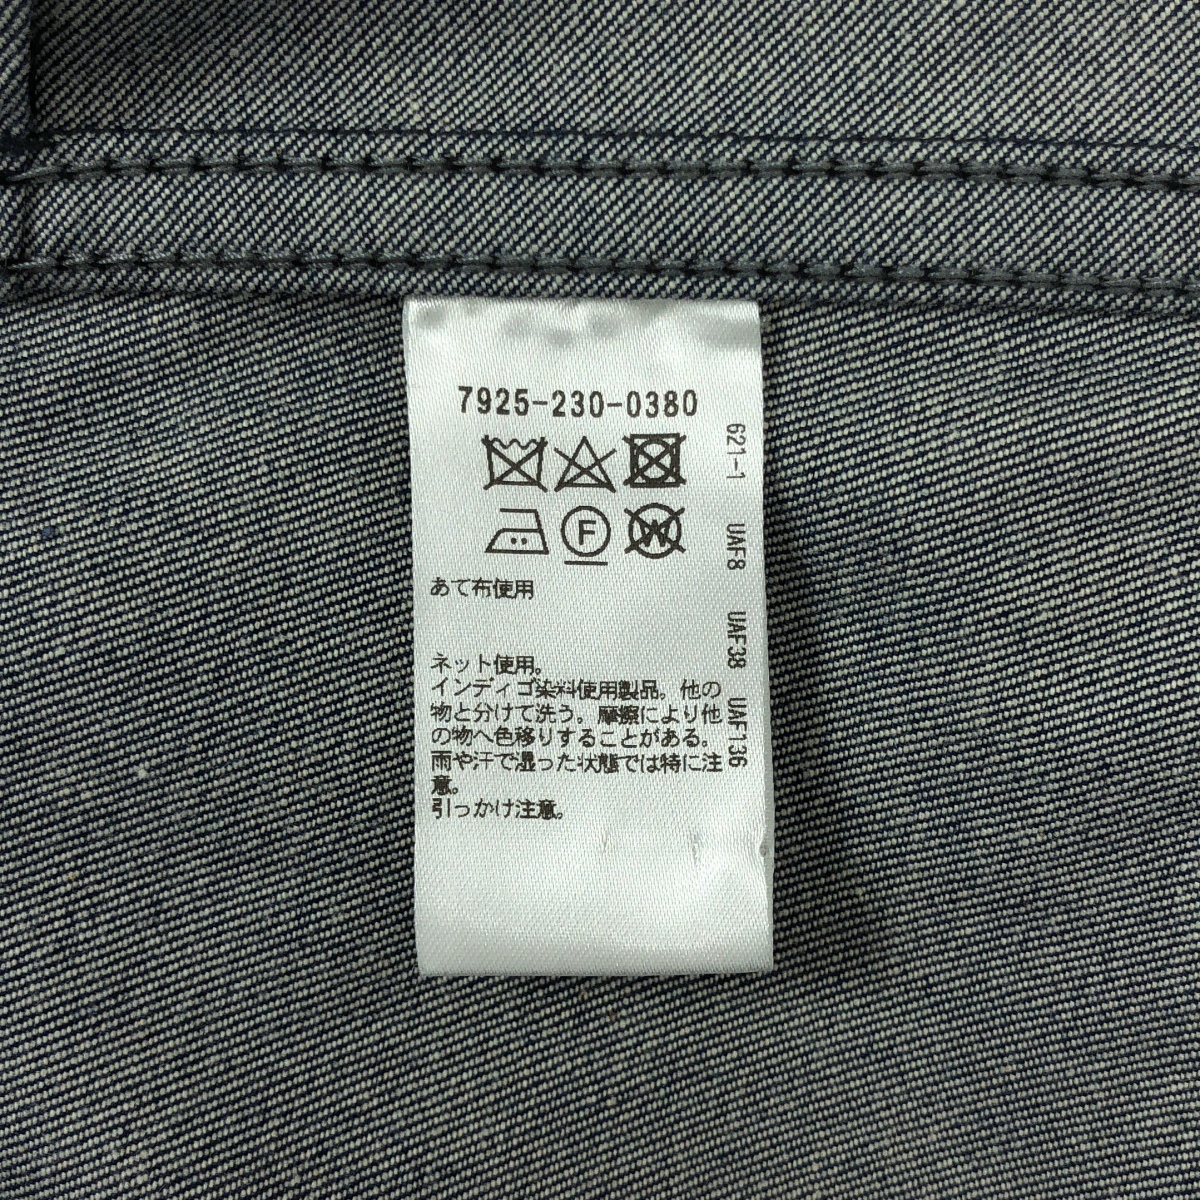 7925-230-0380
F
W
あて布使用
ネット使用。
インディゴ染料使用製品。他の
物と分けて洗う。摩擦により他
の物へ色移りすることがある。
雨や汗で湿った状態では特に注
意。
引っかけ注意。
621-1 UAF8 UAF38 UAF136